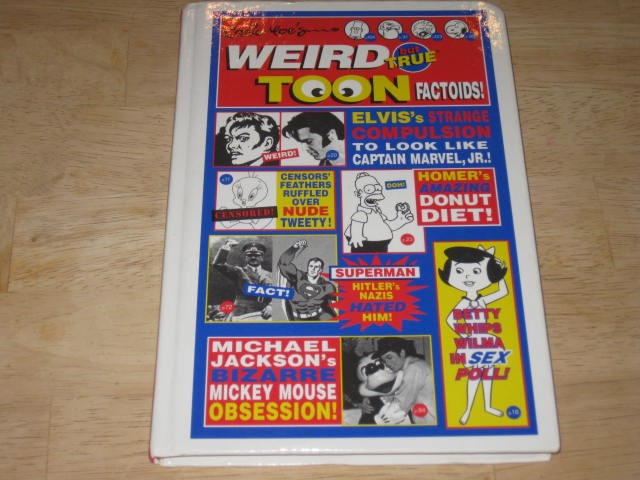 Uncle Joe's
WEIRD
but
TRUE
TOON
FACTOIDS!
ELVIS's STRANGE
COMPULSION
TO LOOK LIKE
CAPTAIN MARVEL, JR.!
WEIRD!
CENSORS'
FEATHERS
RUFFLED
OVER
NUDE
TWEETY!
CENSORED!
DOH!
HOMER's
AMAZING
DONUT
DIET!
FACT!
SUPERMAN
HITLER's
NAZIS
HATED
HIM!
BETTY
WHIPS
WILMA
IN SEX
POLL!
MICHAEL
JACKSON's
BIZARRE
MICKEY MOUSE
OBSESSION!